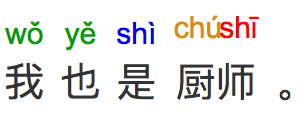 wǒ yě shì chúshī
我 也 是 厨师 。